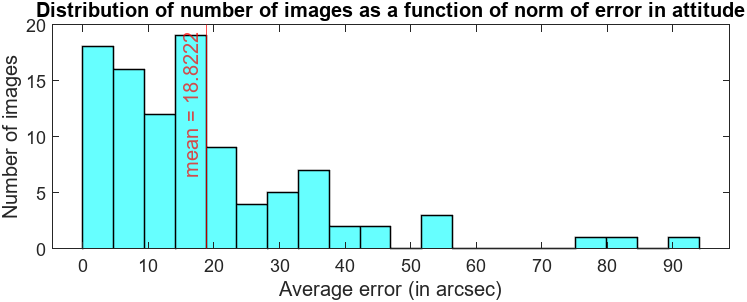 Distribution of number of images as a function of norm of error in attitude
Number of images
20
15
10
5
0
mean = 18.8222
0 10 20 30 40 50 60 70 80 90
Average error (in arcsec)